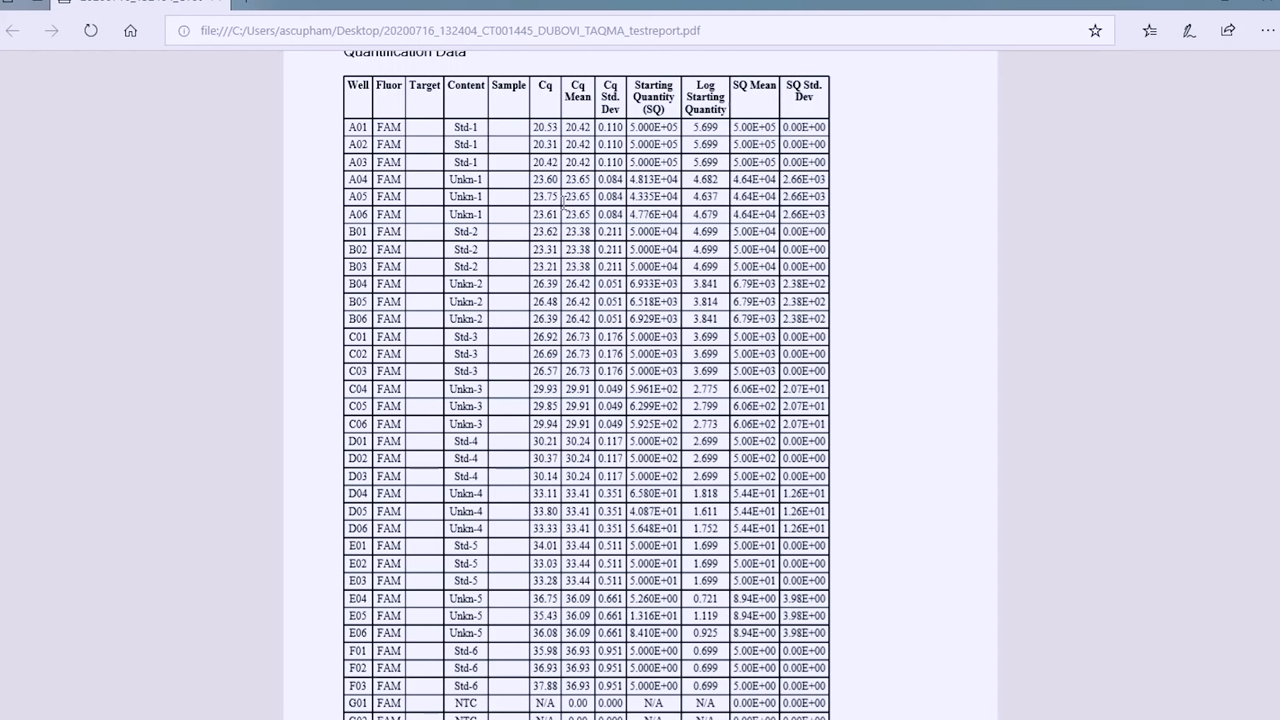 20200716_132404_CT001445_DUBOVI_TAQMA_testreport.pdf
file:///C:/Users/ascupham/Desktop/20200716_132404_CT001445_DUBOVI_TAQMA_testreport.pdf
Quantification Data
Well Fluor Target Content Sample Cq Cq Mean Cq Std. Dev Starting Quantity (SQ) Log Starting Quantity SQ Mean SQ Std. Dev
A01 FAM Std-1 20.53 20.42 0.110 5.000E+05 5.699 5.00E+05 0.00E+00
A02 FAM Std-1 20.31 20.42 0.110 5.000E+05 5.699 5.00E+05 0.00E+00
A03 FAM Std-1 20.42 20.42 0.110 5.000E+05 5.699 5.00E+05 0.00E+00
A04 FAM Unkn-1 23.60 23.65 0.084 4.813E+04 4.682 4.64E+04 2.66E+03
A05 FAM Unkn-1 23.75 23.65 0.084 4.335E+04 4.637 4.64E+04 2.66E+03
A06 FAM Unkn-1 23.61 23.65 0.084 4.776E+04 4.679 4.64E+04 2.66E+03
B01 FAM Std-2 23.62 23.38 0.211 5.000E+04 4.699 5.00E+04 0.00E+00
B02 FAM Std-2 23.31 23.38 0.211 5.000E+04 4.699 5.00E+04 0.00E+00
B03 FAM Std-2 23.21 23.38 0.211 5.000E+04 4.699 5.00E+04 0.00E+00
B04 FAM Unkn-2 26.39 26.42 0.051 6.933E+03 3.841 6.79E+03 2.38E+02
B05 FAM Unkn-2 26.48 26.42 0.051 6.518E+03 3.814 6.79E+03 2.38E+02
B06 FAM Unkn-2 26.39 26.42 0.051 6.929E+03 3.841 6.79E+03 2.38E+02
C01 FAM Std-3 26.92 26.73 0.176 5.000E+03 3.699 5.00E+03 0.00E+00
C02 FAM Std-3 26.69 26.73 0.176 5.000E+03 3.699 5.00E+03 0.00E+00
C03 FAM Std-3 26.57 26.73 0.176 5.000E+03 3.699 5.00E+03 0.00E+00
C04 FAM Unkn-3 29.93 29.91 0.049 5.961E+02 2.775 6.06E+02 2.07E+01
C05 FAM Unkn-3 29.85 29.91 0.049 6.299E+02 2.799 6.06E+02 2.07E+01
C06 FAM Unkn-3 29.94 29.91 0.049 5.925E+02 2.773 6.06E+02 2.07E+01
D01 FAM Std-4 30.21 30.24 0.117 5.000E+02 2.699 5.00E+02 0.00E+00
D02 FAM Std-4 30.37 30.24 0.117 5.000E+02 2.699 5.00E+02 0.00E+00
D03 FAM Std-4 30.14 30.24 0.117 5.000E+02 2.699 5.00E+02 0.00E+00
D04 FAM Unkn-4 33.11 33.41 0.351 6.580E+01 1.818 5.44E+01 1.26E+01
D05 FAM Unkn-4 33.80 33.41 0.351 4.087E+01 1.611 5.44E+01 1.26E+01
D06 FAM Unkn-4 33.33 33.41 0.351 5.648E+01 1.752 5.44E+01 1.26E+01
E01 FAM Std-5 34.01 33.44 0.511 5.000E+01 1.699 5.00E+01 0.00E+00
E02 FAM Std-5 33.03 33.44 0.511 5.000E+01 1.699 5.00E+01 0.00E+00
E03 FAM Std-5 33.28 33.44 0.511 5.000E+01 1.699 5.00E+01 0.00E+00
E04 FAM Unkn-5 36.75 36.09 0.661 5.260E+00 0.721 8.94E+00 3.98E+00
E05 FAM Unkn-5 35.43 36.09 0.661 1.316E+01 1.119 8.94E+00 3.98E+00
E06 FAM Unkn-5 36.08 36.09 0.661 8.410E+00 0.925 8.94E+00 3.98E+00
F01 FAM Std-6 35.98 36.93 0.951 5.000E+00 0.699 5.00E+00 0.00E+00
F02 FAM Std-6 36.93 36.93 0.951 5.000E+00 0.699 5.00E+00 0.00E+00
F03 FAM Std-6 37.88 36.93 0.951 5.000E+00 0.699 5.00E+00 0.00E+00
G01 FAM NTC N/A 0.00 0.000 N/A N/A 0.00E+00 0.00E+00